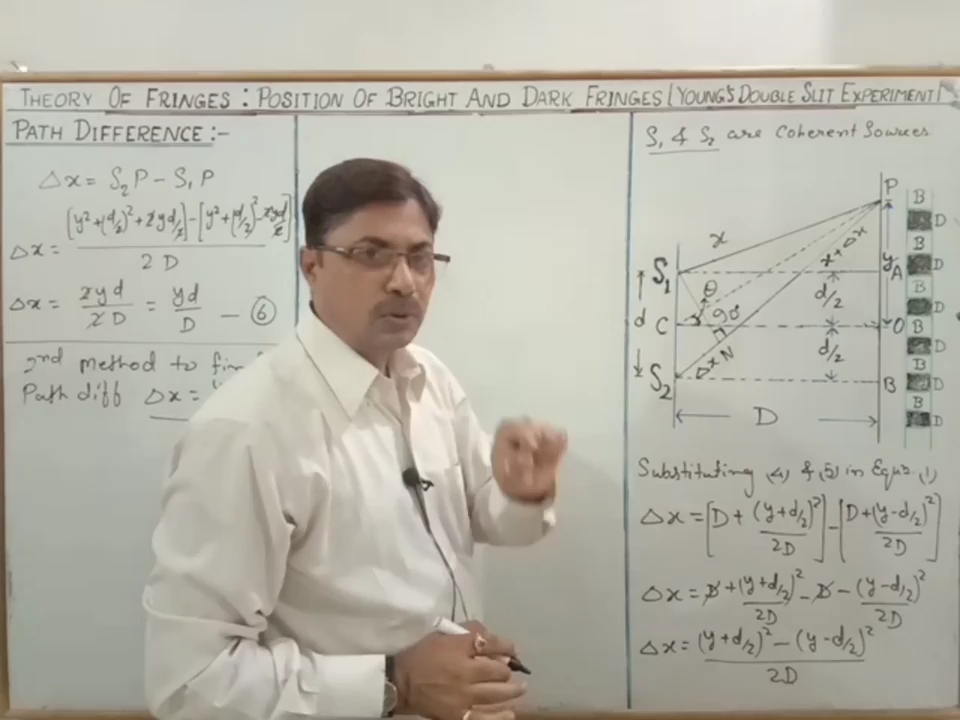 THEORY OF FRINGES : POSITION OF BRIGHT AND DARK FRINGES (YOUNG'S DOUBLE SLIT EXPERIMENT)
PATH DIFFERENCE :-
Δx = S₂P - S₁P
Δx = [y² + (d/2)² + 2yd/2] - [y² + (d/2)² - 2yd/2] / 2D
Δx = 2yd / 2D = yd / D — ⑥
2nd method to
Path diff Δx =
S₁ & S₂ are Coherent Sources
P
B
D
x
B
x + Δx
y
S₁
A
D
θ
d/2
B
D
d
C
90°
O
B
D
Δx
N
d/2
B
S₂
B
D
B
D
D
Substituting (4) & (5) in Equn. (1)
Δx = [D + (y+d/2)² / 2D] - [D + (y-d/2)² / 2D]
Δx = D + (y+d/2)² / 2D - D - (y-d/2)² / 2D
Δx = (y+d/2)² - (y-d/2)² / 2D